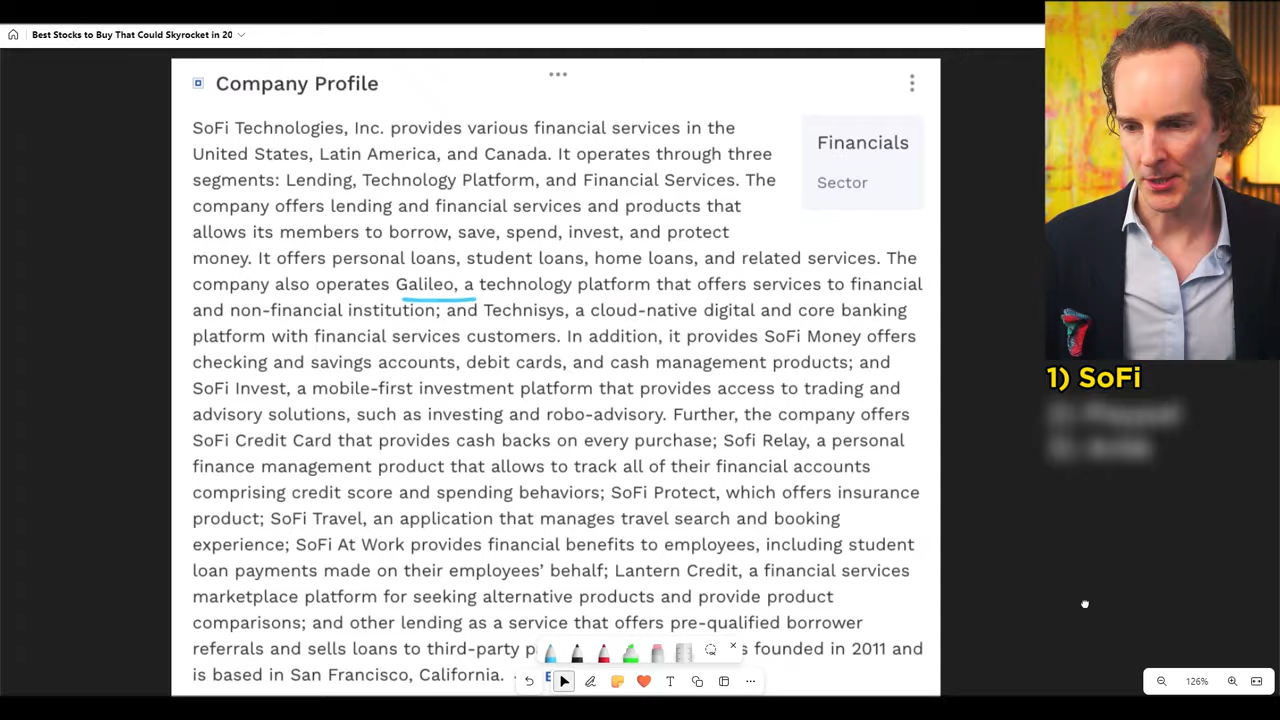 Best Stocks to Buy That Could Skyrocket in 20
Company Profile
SoFi Technologies, Inc. provides various financial services in the
United States, Latin America, and Canada. It operates through three
segments: Lending, Technology Platform, and Financial Services. The
company offers lending and financial services and products that
allows its members to borrow, save, spend, invest, and protect
money. It offers personal loans, student loans, home loans, and related services. The
company also operates Galileo, a technology platform that offers services to financial
and non-financial institution; and Technisys, a cloud-native digital and core banking
platform with financial services customers. In addition, it provides SoFi Money offers
checking and savings accounts, debit cards, and cash management products; and
SoFi Invest, a mobile-first investment platform that provides access to trading and
advisory solutions, such as investing and robo-advisory. Further, the company offers
SoFi Credit Card that provides cash backs on every purchase; Sofi Relay, a personal
finance management product that allows to track all of their financial accounts
comprising credit score and spending behaviors; SoFi Protect, which offers insurance
product; SoFi Travel, an application that manages travel search and booking
experience; SoFi At Work provides financial benefits to employees, including student
loan payments made on their employees’ behalf; Lantern Credit, a financial services
marketplace platform for seeking alternative products and provide product
comparisons; and other lending as a service that offers pre-qualified borrower
referrals and sells loans to third-party founded in 2011 and
is based in San Francisco, California.
Financials
Sector
1) SoFi
T
126%